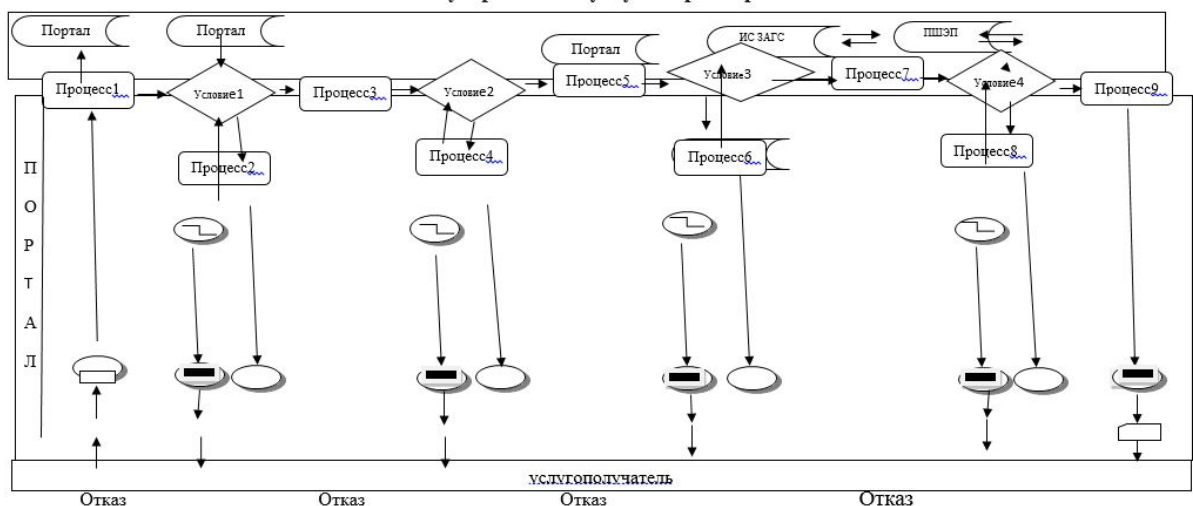 Портал Портал ИС ЗАГС ПШЭП
Портал
Процесс1 Условие1 Процесс3 Условие2 Процесс5 Условие3 Процесс7 Условие4 Процесс9
Процесс2 Процесс4 Процесс6 Процесс8
П
О
Р
Т
А
Л
услугополучатель
Отказ Отказ Отказ Отказ